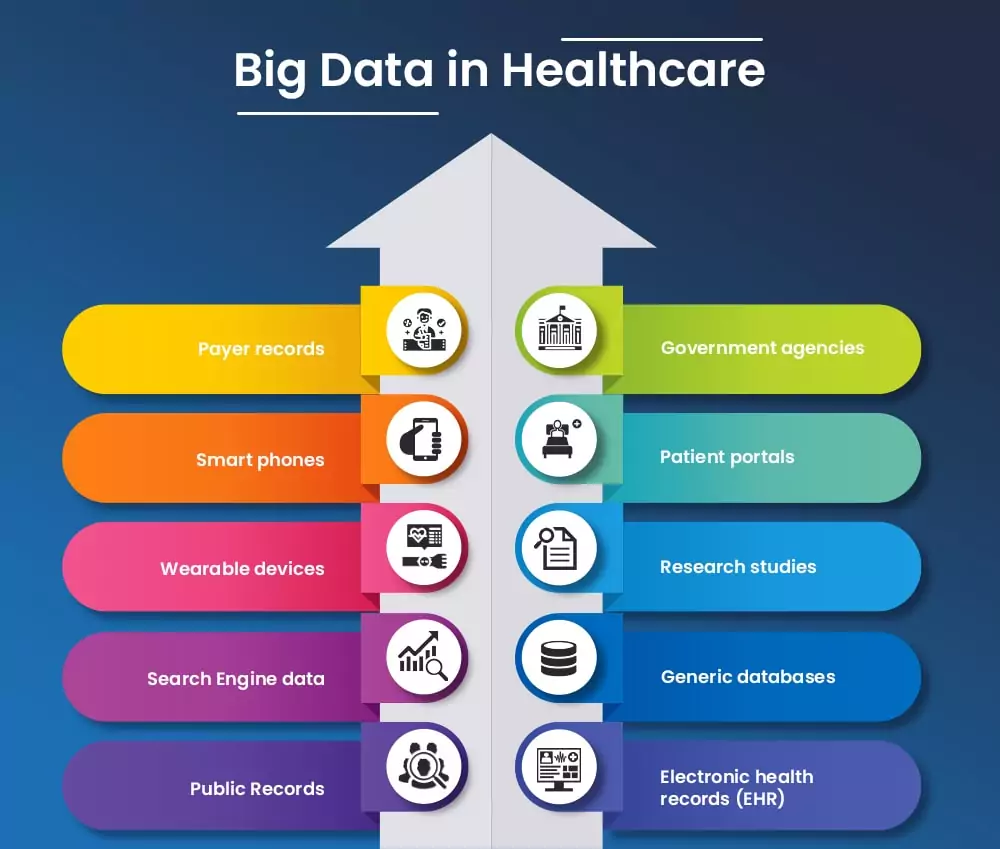 Big Data in Healthcare
Payer records
Government agencies
Smart phones
Patient portals
Wearable devices
Research studies
Search Engine data
Generic databases
Public Records
Electronic health
records (EHR)